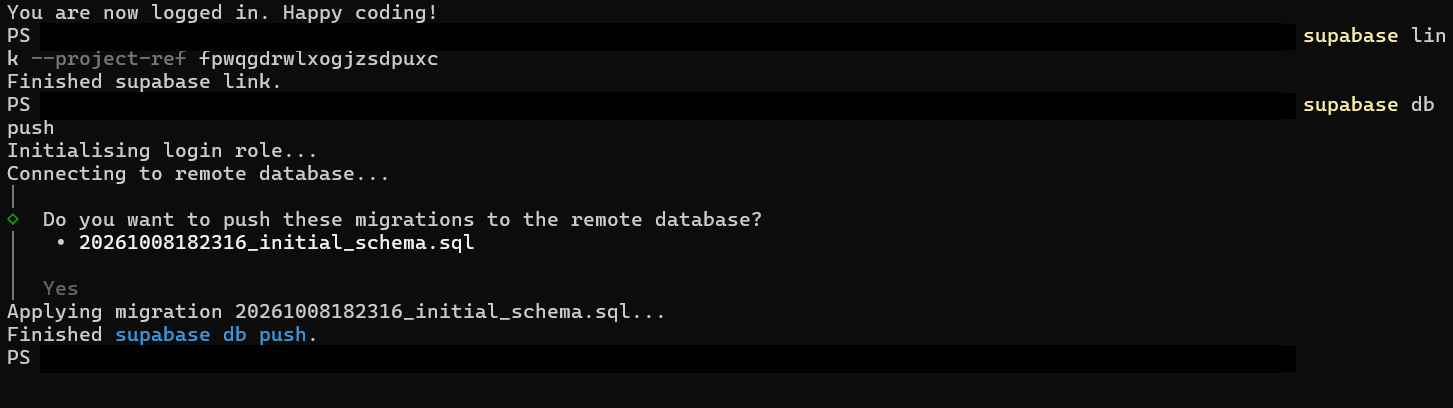 You are now logged in. Happy coding!
PS supabase lin
k --project-ref fpwqgdrwlxogjzsdpuxc
Finished supabase link.
PS supabase db
push
Initialising login role...
Connecting to remote database...
◇ Do you want to push these migrations to the remote database?
• 20261008182316_initial_schema.sql
Yes
Applying migration 20261008182316_initial_schema.sql...
Finished supabase db push.
PS